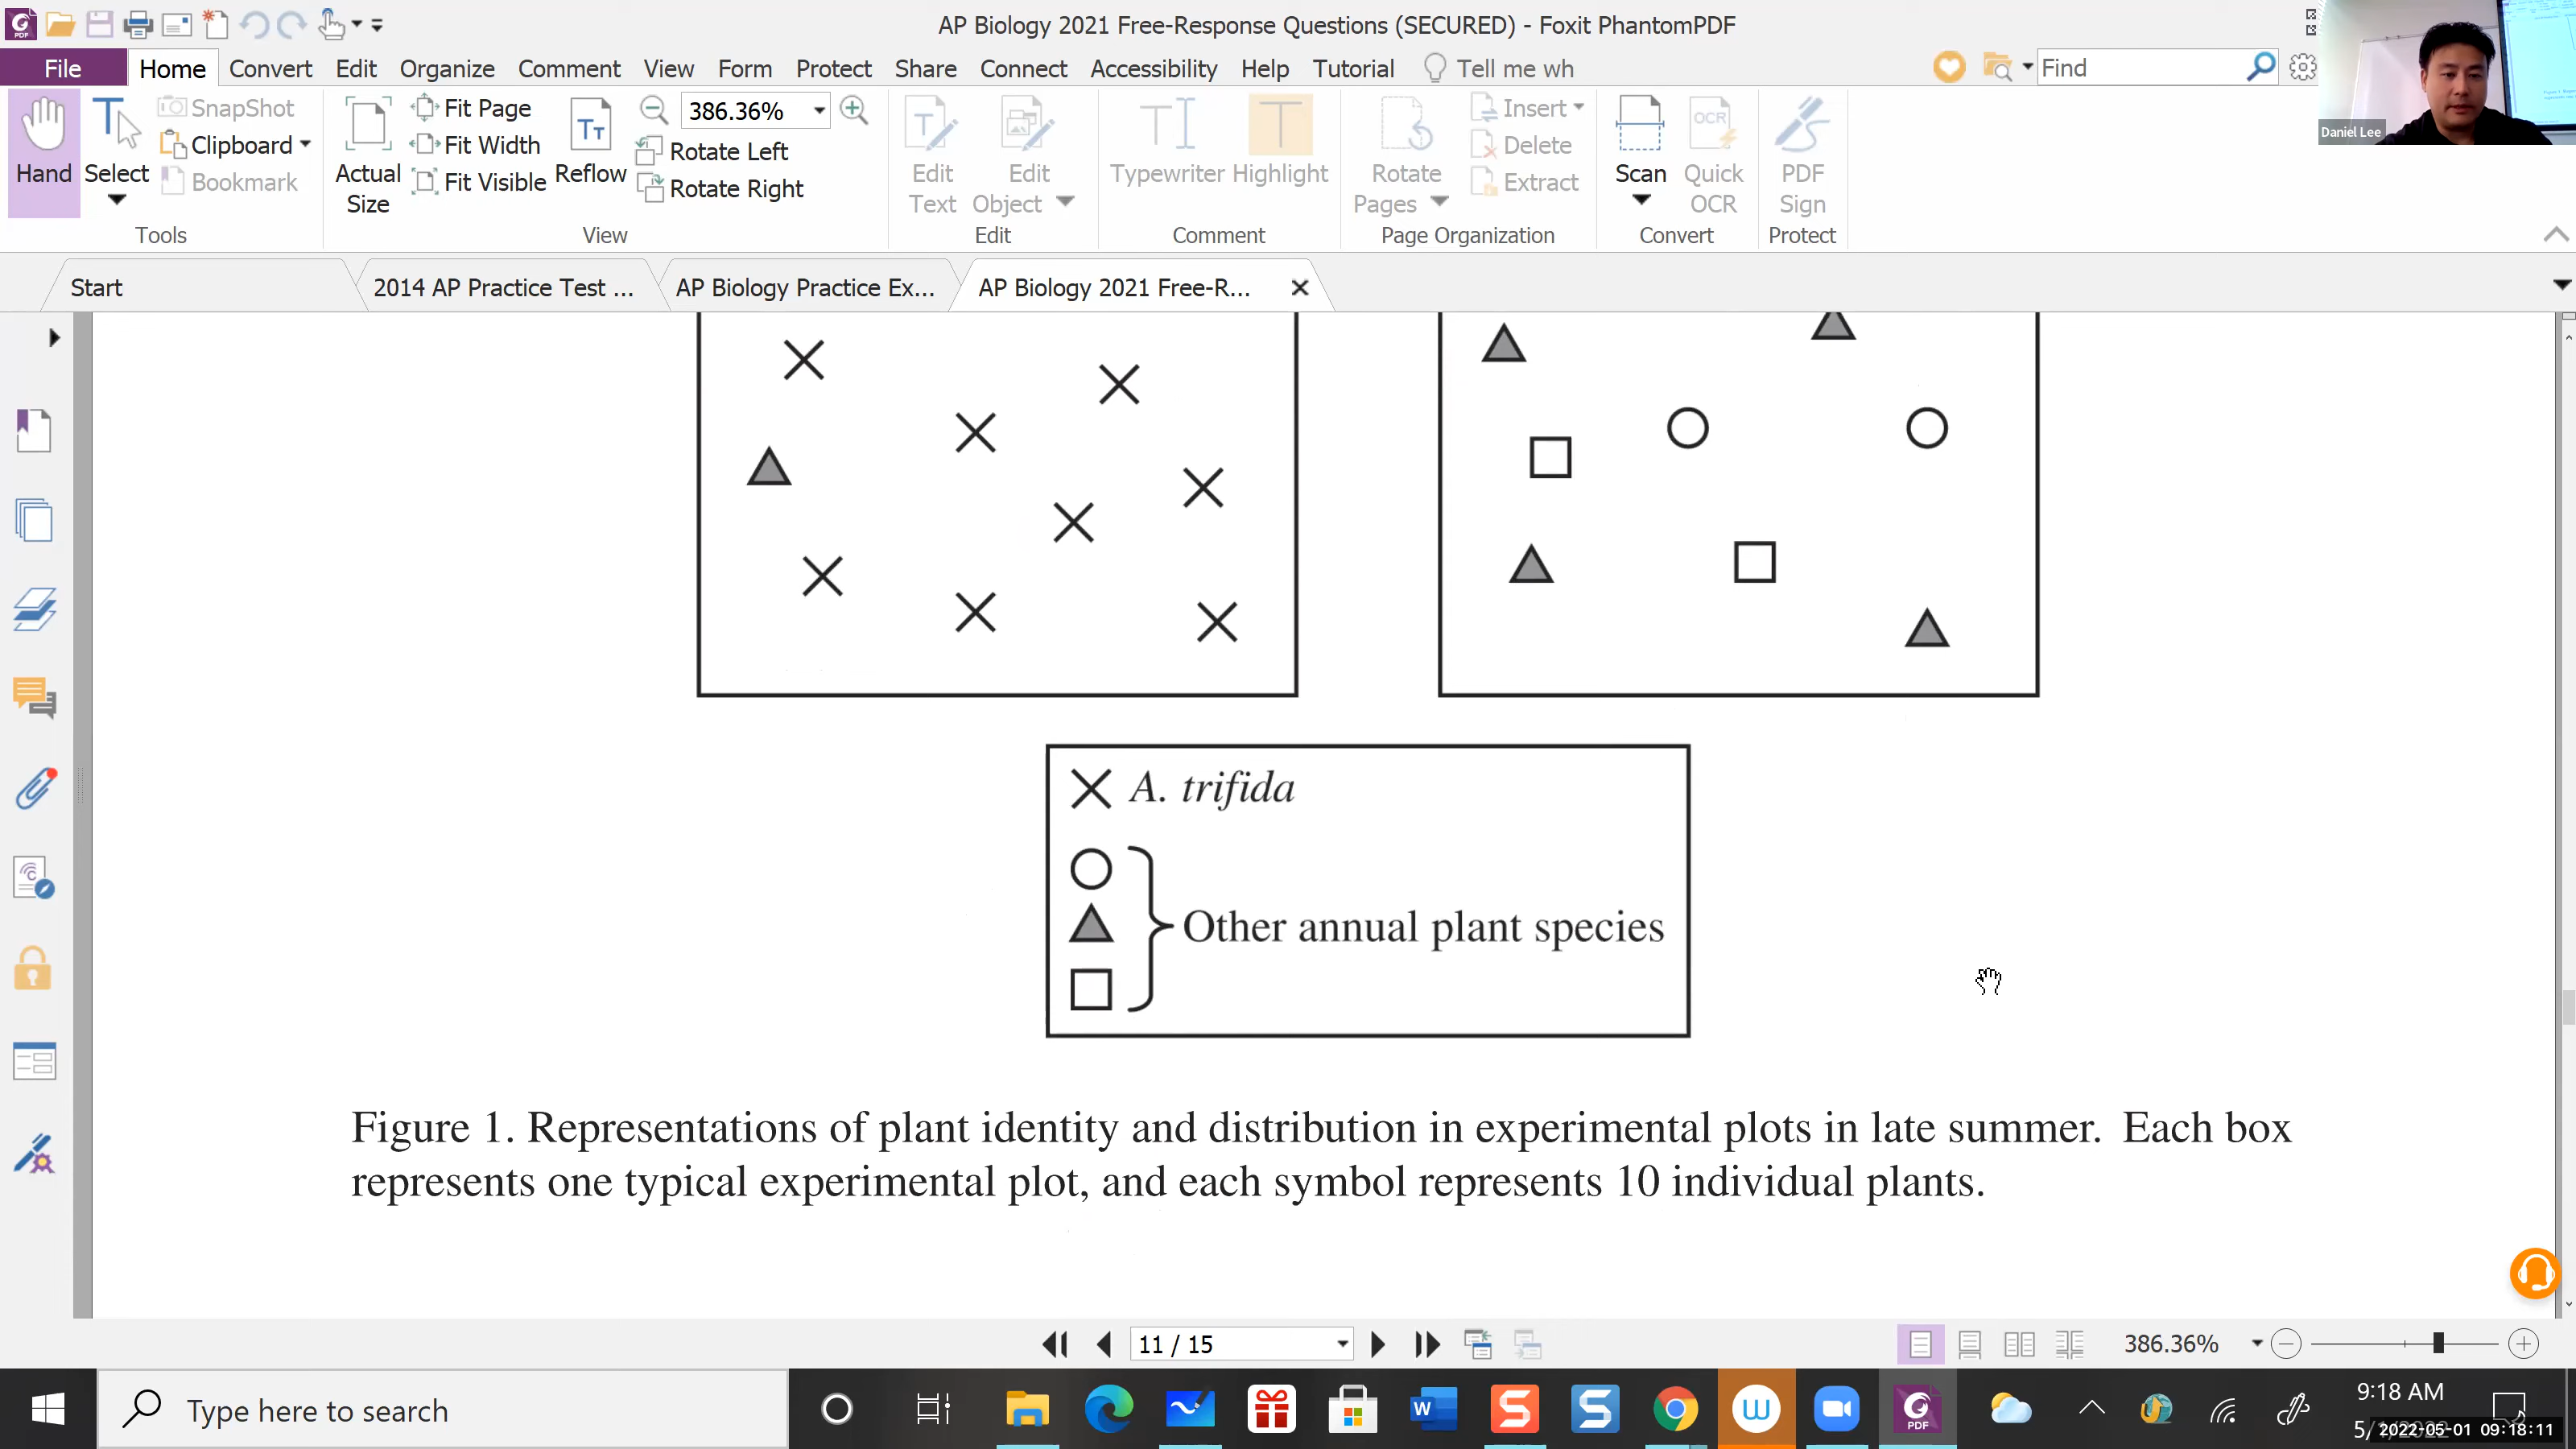 AP Biology 2021 Free-Response Questions (SECURED) - Foxit PhantomPDF
File Home Convert Edit Organize Comment View Form Protect Share Connect Accessibility Help Tutorial Tell me wh Find
Hand
Select
SnapShot
Clipboard
Bookmark
Tools
Actual Size
Fit Page
Fit Width
Fit Visible
Reflow
386.36%
Rotate Left
Rotate Right
View
Edit Text
Edit Object
Edit
Typewriter
Highlight
Comment
Rotate Pages
Insert
Delete
Extract
Page Organization
Scan
Quick OCR
Convert
PDF Sign
Protect
Daniel Lee
Start
2014 AP Practice Test ...
AP Biology Practice Ex...
AP Biology 2021 Free-R...
A. trifida
Other annual plant species
Figure 1. Representations of plant identity and distribution in experimental plots in late summer. Each box
represents one typical experimental plot, and each symbol represents 10 individual plants.
11 / 15
386.36%
Type here to search
9:18 AM
2022-05-01 09:18:11